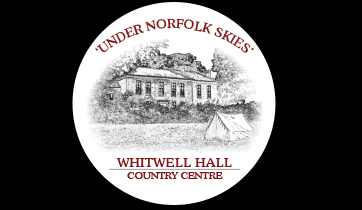 'UNDER NORFOLK SKIES'
WHITWELL HALL
COUNTRY CENTRE